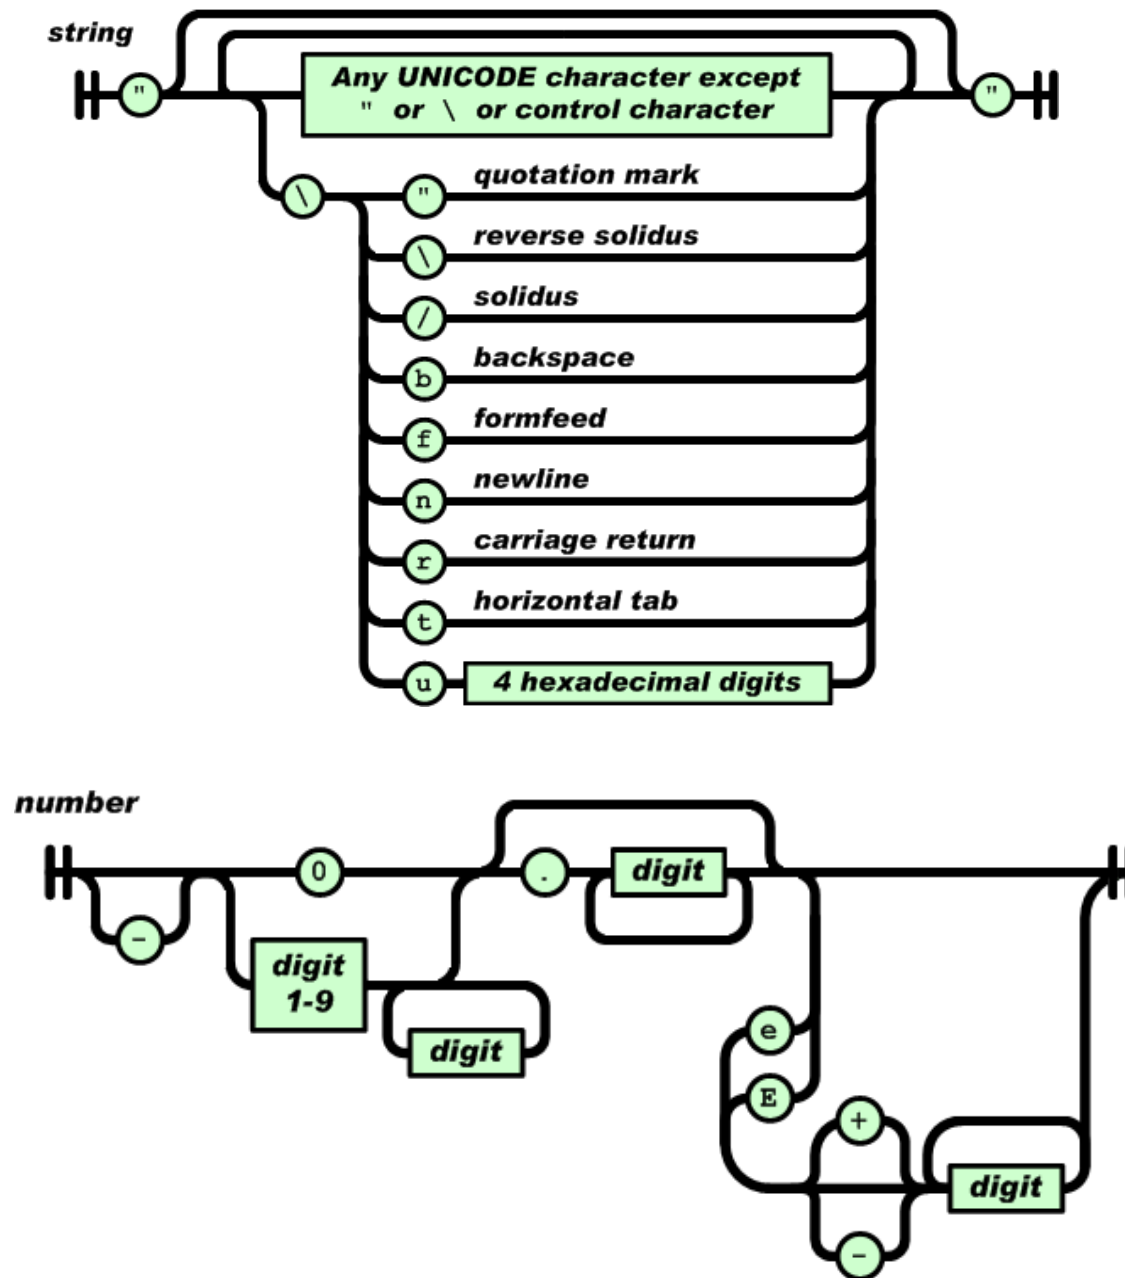 string
"
Any UNICODE character except
" or \ or control character
"
\
" quotation mark
\ reverse solidus
/ solidus
b backspace
f formfeed
n newline
r carriage return
t horizontal tab
u 4 hexadecimal digits
number
0
.
digit
-
digit
1-9
digit
e
E
+
digit
-